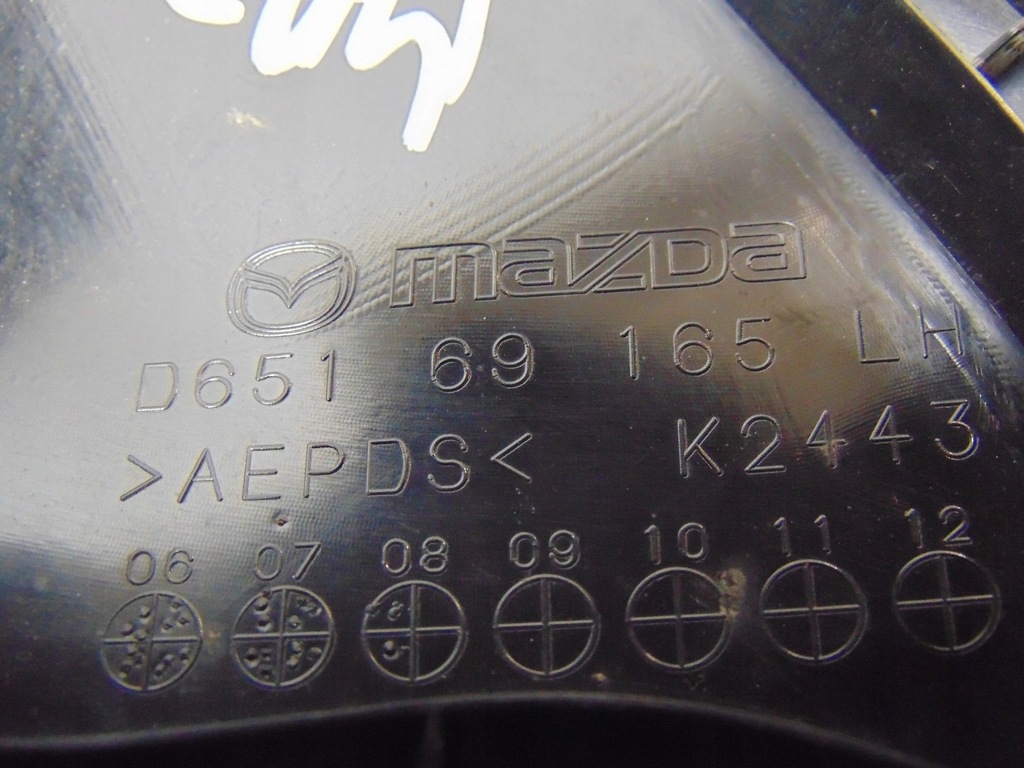 mazda
D651 69 165 LH
>AEPDS< K2443
06 07 08 09 10 11 12